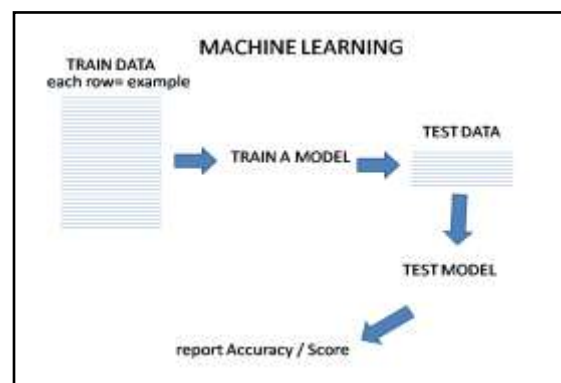 MACHINE LEARNING
TRAIN DATA
each row= example
TRAIN A MODEL
TEST DATA
TEST MODEL
report Accuracy / Score